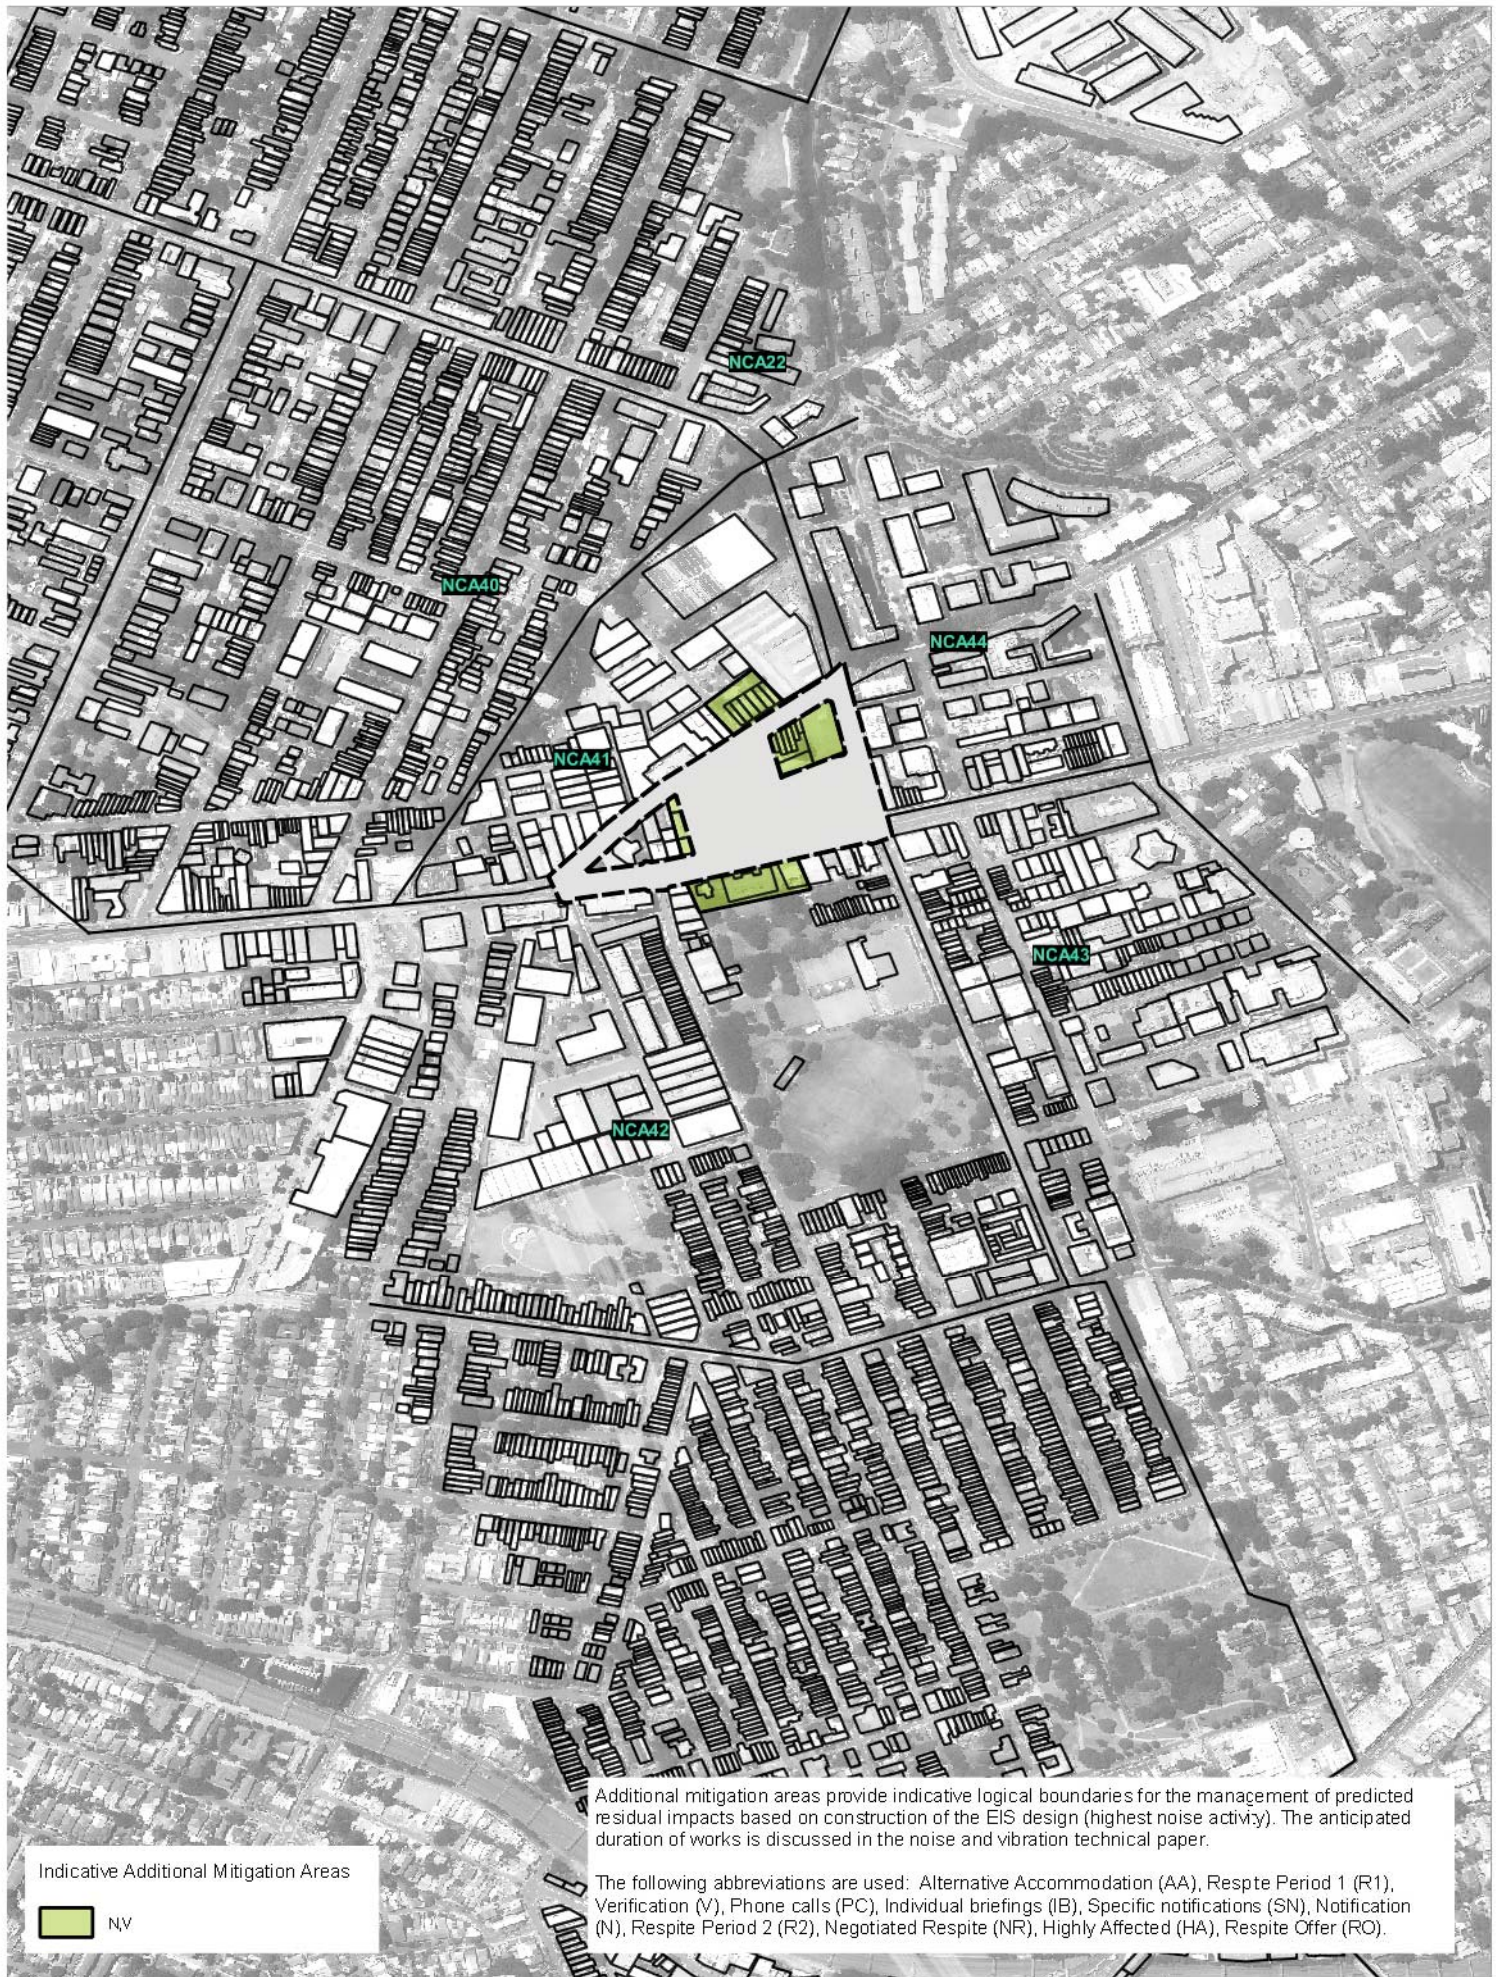 NCA22
NCA40
NCA44
NCA41
NCA43
NCA42
Additional mitigation areas provide indicative logical boundaries for the management of predicted
residual impacts based on construction of the EIS design (highest noise activity). The anticipated
duration of works is discussed in the noise and vibration technical paper.
The following abbreviations are used: Alternative Accommodation (AA), Respte Period 1 (R1),
Verification (V), Phone calls (PC), Individual briefings (IB), Specific notifications (SN), Notification
(N), Respite Period 2 (R2), Negotiated Respite (NR), Highly Affected (HA), Respite Offer (RO).
Indicative Additional Mitigation Areas
N,V